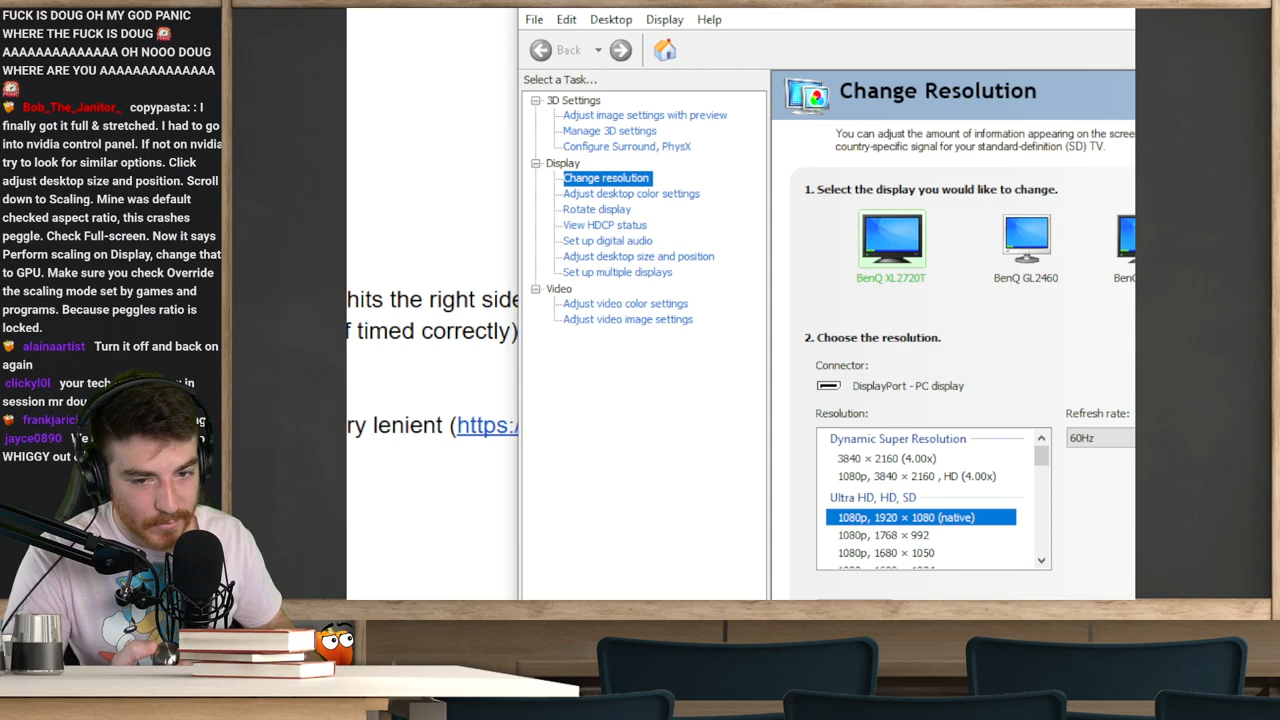 FUCK IS DOUG OH MY GOD PANIC
WHERE THE FUCK IS DOUG
AAAAAAAAAAAAAA OH NOOO DOUG
WHERE ARE YOU AAAAAAAAAAAAAA
Bob_The_Janitor_ copypasta: : I
finally got it full & stretched. I had to go
into nvidia control panel. If not on nvidia
try to look for similar options. Click
adjust desktop size and position. Scroll
down to Scaling. Mine was default
checked aspect ratio, this crashes
peggle. Check Full-screen. Now it says
Perform scaling on Display, change that
to GPU. Make sure you check Override
the scaling mode set by games and
programs. Because peggles ratio is
locked.
alainaartist Turn it off and back on
again
clickyl0l your tech in
session mr dou
frankjaric
jayce0890 We
WHIGGY out
hits the right side
f timed correctly)
ry lenient (https:/
File Edit Desktop Display Help
Back
Select a Task...
3D Settings
Adjust image settings with preview
Manage 3D settings
Configure Surround, PhysX
Display
Change resolution
Adjust desktop color settings
Rotate display
View HDCP status
Set up digital audio
Adjust desktop size and position
Set up multiple displays
Video
Adjust video color settings
Adjust video image settings
Change Resolution
You can adjust the amount of information appearing on the scree
country-specific signal for your standard-definition (SD) TV.
1. Select the display you would like to change.
BenQ XL2720T
BenQ GL2460
Ben
2. Choose the resolution.
Connector:
DisplayPort - PC display
Resolution:
Refresh rate:
Dynamic Super Resolution
60Hz
3840 × 2160 (4.00x)
1080p, 3840 × 2160 , HD (4.00x)
Ultra HD, HD, SD
1080p, 1920 × 1080 (native)
1080p, 1768 × 992
1080p, 1680 × 1050